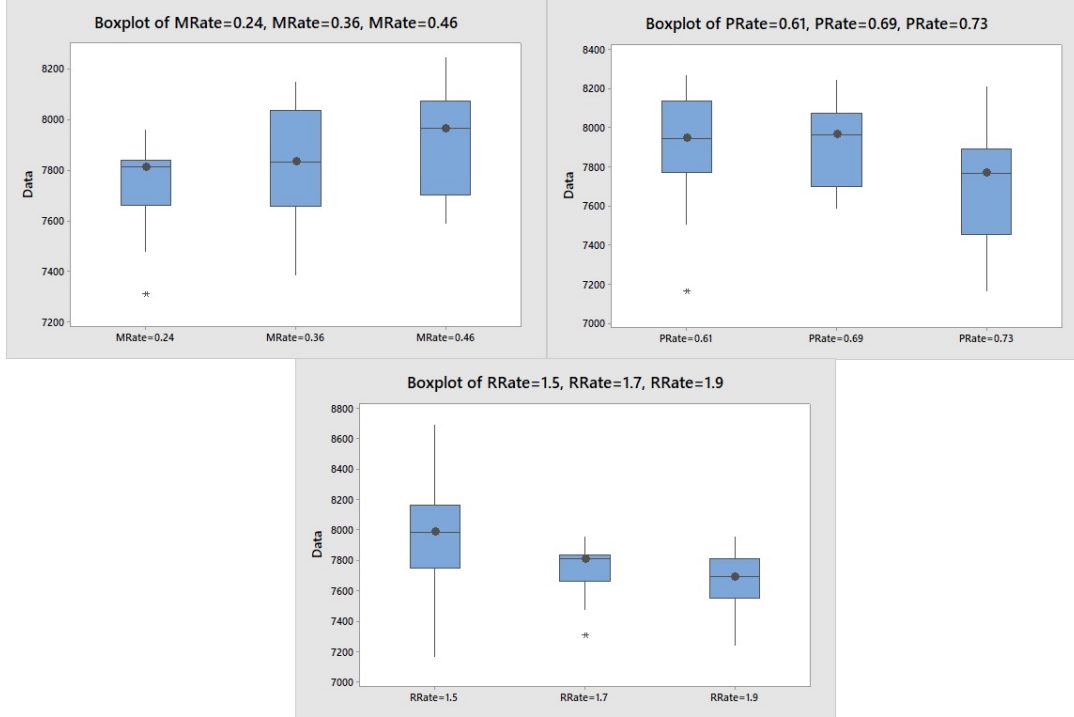 Boxplot of MRate=0.24, MRate=0.36, MRate=0.46
8200
8000
7800
7600
7400
7200
Data
MRate=0.24 MRate=0.36 MRate=0.46
Boxplot of PRate=0.61, PRate=0.69, PRate=0.73
8400
8200
8000
7800
7600
7400
7200
7000
Data
PRate=0.61 PRate=0.69 PRate=0.73
Boxplot of RRate=1.5, RRate=1.7, RRate=1.9
8800
8600
8400
8200
8000
7800
7600
7400
7200
7000
Data
RRate=1.5 RRate=1.7 RRate=1.9